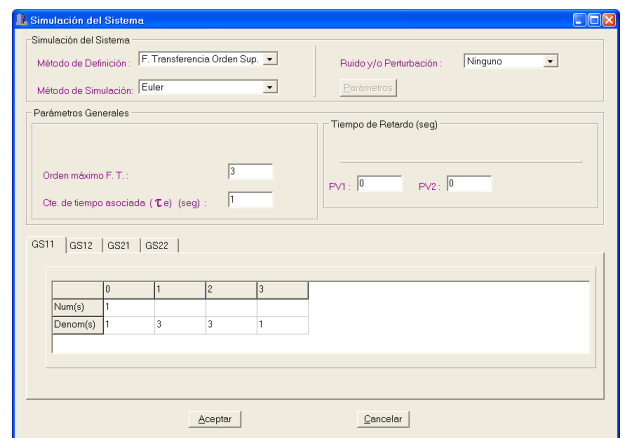 Simulación del Sistema
Simulación del Sistema
Método de Definición : F. Transferencia Orden Sup.
Ruido y/o Perturbación : Ninguno
Método de Simulación: Euler
Parámetros
Parámetros Generales
Tiempo de Retardo (seg)
Orden máximo F. T. : 3
PV1 : 0 PV2 : 0
Cte. de tiempo asociada ( τe) (seg) : 1
GS11 GS12 GS21 GS22
0 1 2 3
Num(s) 1
Denom(s) 1 3 3 1
Aceptar Cancelar